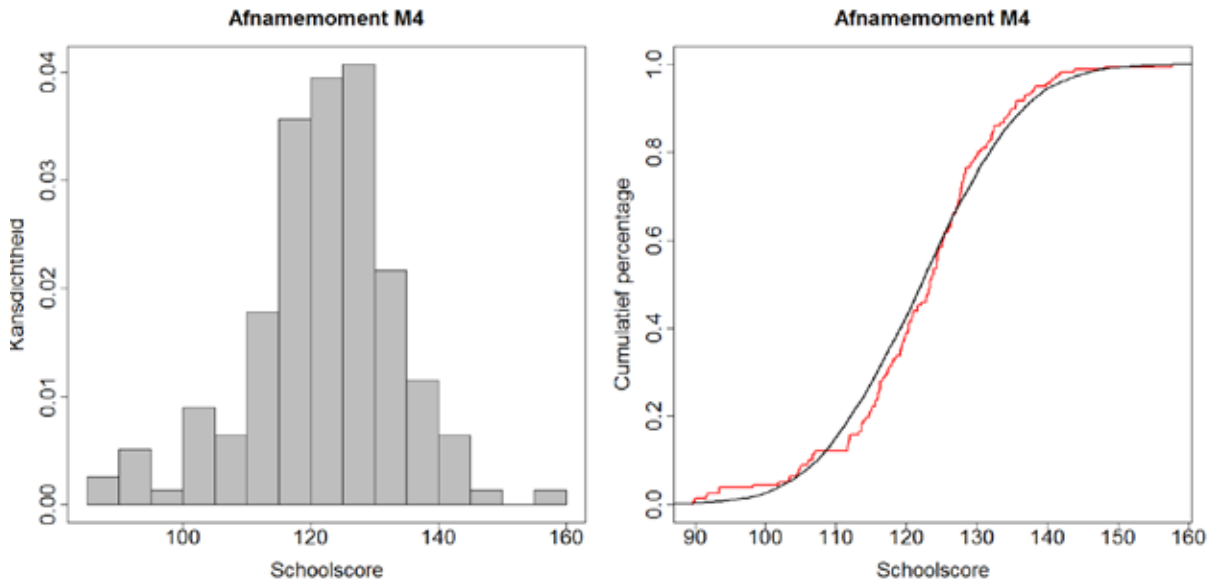 Afnamemoment M4
Kansdichtheid
0.04
0.03
0.02
0.01
0.00
100 120 140 160
Schoolscore
Afnamemoment M4
Cumulatief percentage
1.0
0.8
0.6
0.4
0.2
0.0
90 100 110 120 130 140 150 160
Schoolscore